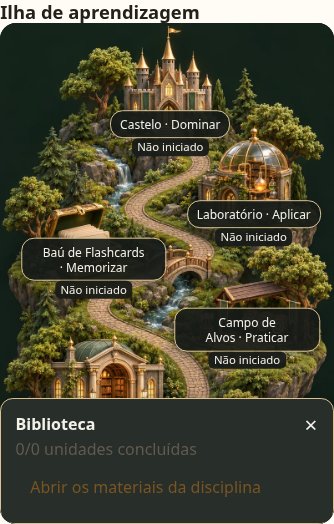 Ilha de aprendizagem
Castelo · Dominar
Não iniciado
Laboratório · Aplicar
Não iniciado
Baú de Flashcards
· Memorizar
Não iniciado
Campo de
Alvos · Praticar
Não iniciado
Biblioteca ✕
0/0 unidades concluídas
Abrir os materiais da disciplina